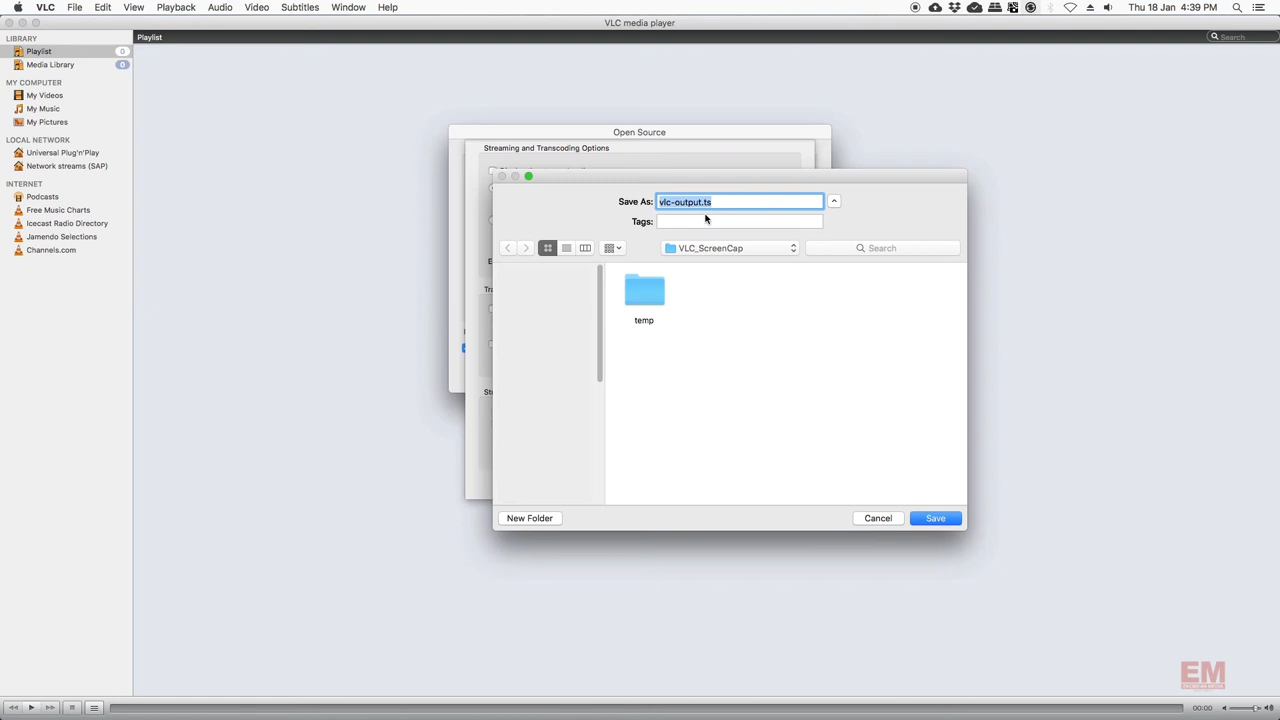 VLC File Edit View Playback Audio Video Subtitles Window Help Thu 18 Jan 4:39 PM
VLC media player
LIBRARY
Playlist 0
Media Library 0
MY COMPUTER
My Videos
My Music
My Pictures
LOCAL NETWORK
Universal Plug'n'Play
Network streams (SAP)
INTERNET
Podcasts
Free Music Charts
Icecast Radio Directory
Jamendo Selections
Channels.com
Playlist
Search
Open Source
Streaming and Transcoding Options
Save As: vlc-output.ts
Tags:
VLC_ScreenCap
Search
temp
New Folder Cancel Save
EM
00:00